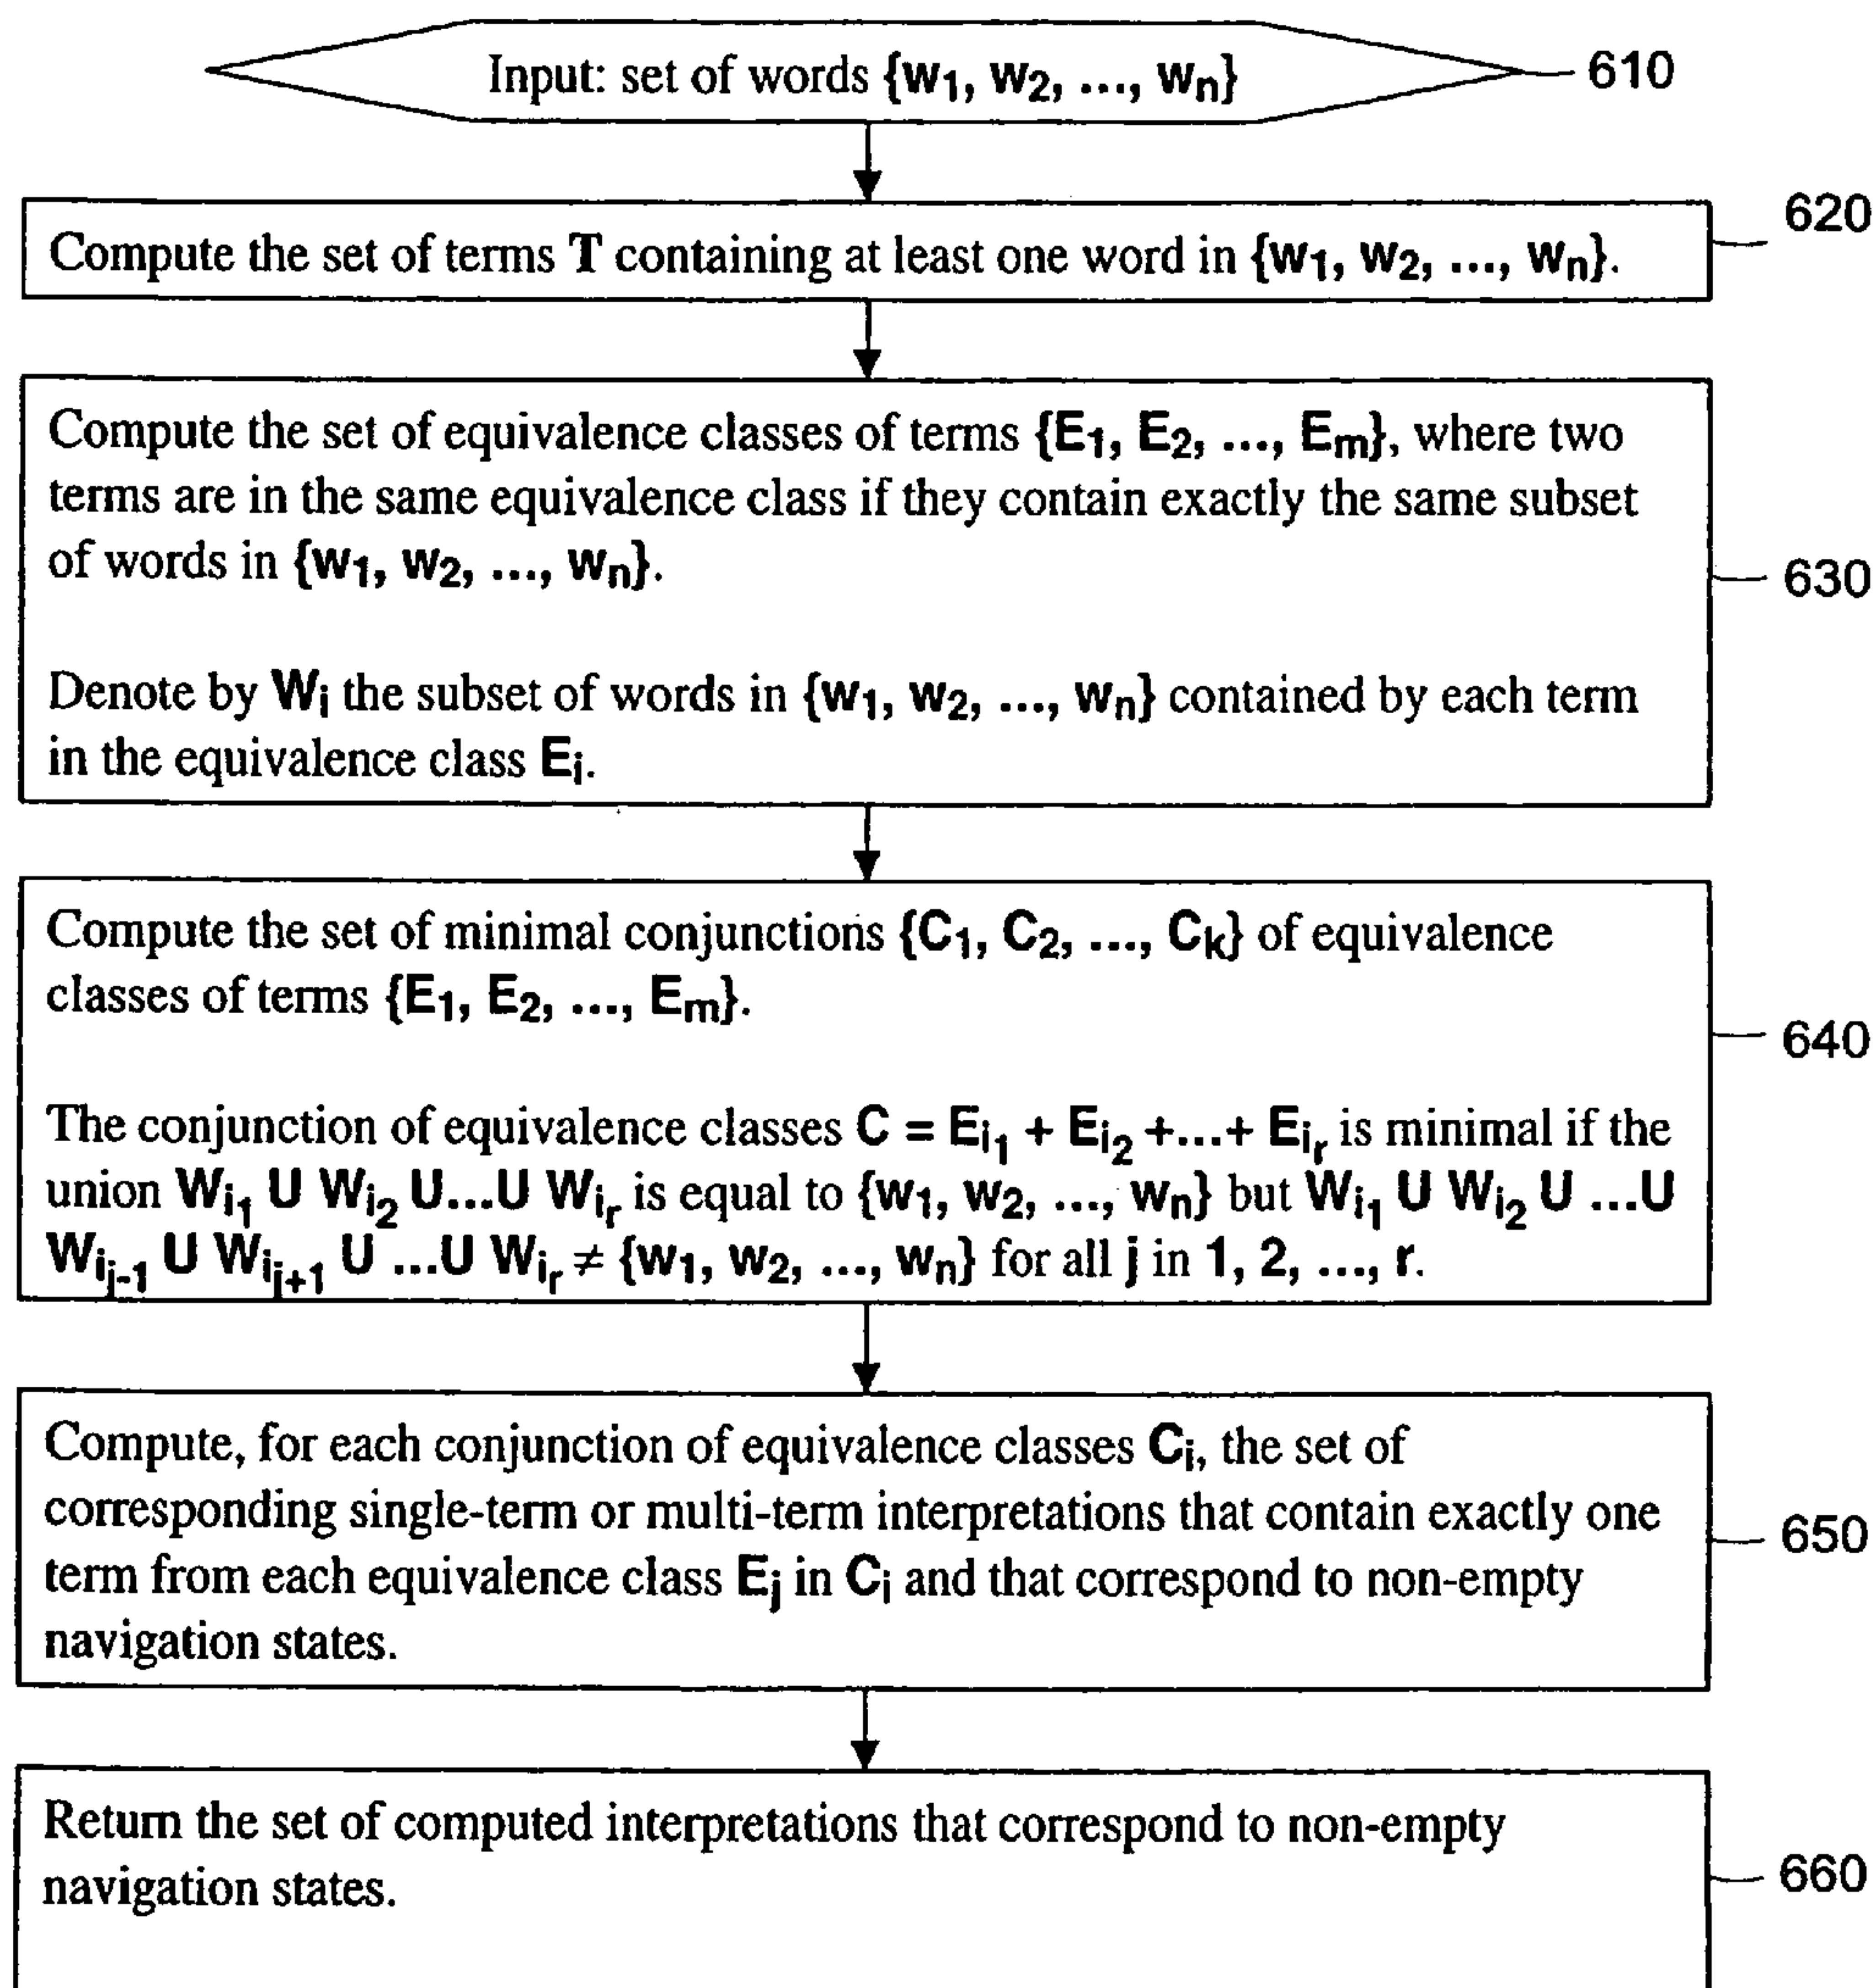 Input: set of words {w1, w2, ..., wn}
610
Compute the set of terms T containing at least one word in {w1, w2, ..., wn}.
620
Compute the set of equivalence classes of terms {E1, E2, ..., Em}, where two
terms are in the same equivalence class if they contain exactly the same subset
of words in {w1, w2, ..., wn}.
630
Denote by Wi the subset of words in {w1, w2, ..., wn} contained by each term
in the equivalence class Ei.
Compute the set of minimal conjunctions {C1, C2, ..., Ck} of equivalence
classes of terms {E1, E2, ..., Em}.
640
The conjunction of equivalence classes C = Ei1 + Ei2 +...+ Eir is minimal if the
union Wi1 U Wi2 U...U Wir is equal to {w1, w2, ..., wn} but Wi1 U Wi2 U ...U
Wij-1 U Wij+1 U ...U Wir ≠ {w1, w2, ..., wn} for all j in 1, 2, ..., r.
Compute, for each conjunction of equivalence classes Ci, the set of
corresponding single-term or multi-term interpretations that contain exactly one
term from each equivalence class Ej in Ci and that correspond to non-empty
navigation states.
650
Return the set of computed interpretations that correspond to non-empty
navigation states.
660